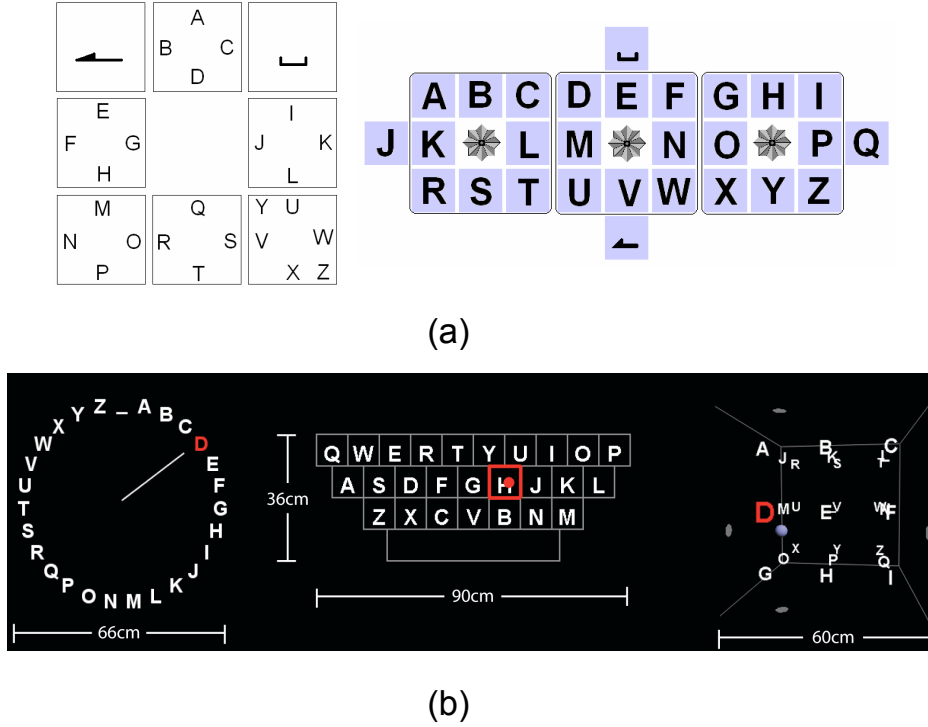 A
B C
D
E
F G
H
I
J K
L
M
N O
P
Q
R S
T
Y U
V W
X Z
A B C D E F G H I
J K L M N O P Q
R S T U V W X Y Z
(a)
_ A B C D E F G H I J K L M N O P Q R S T U V W X Y Z
66cm
36cm
Q W E R T Y U I O P
A S D F G H J K L
Z X C V B N M
90cm
A B C
J R K S L T
D M U E V N W F
O X P Y Q Z
G H I
60cm
(b)